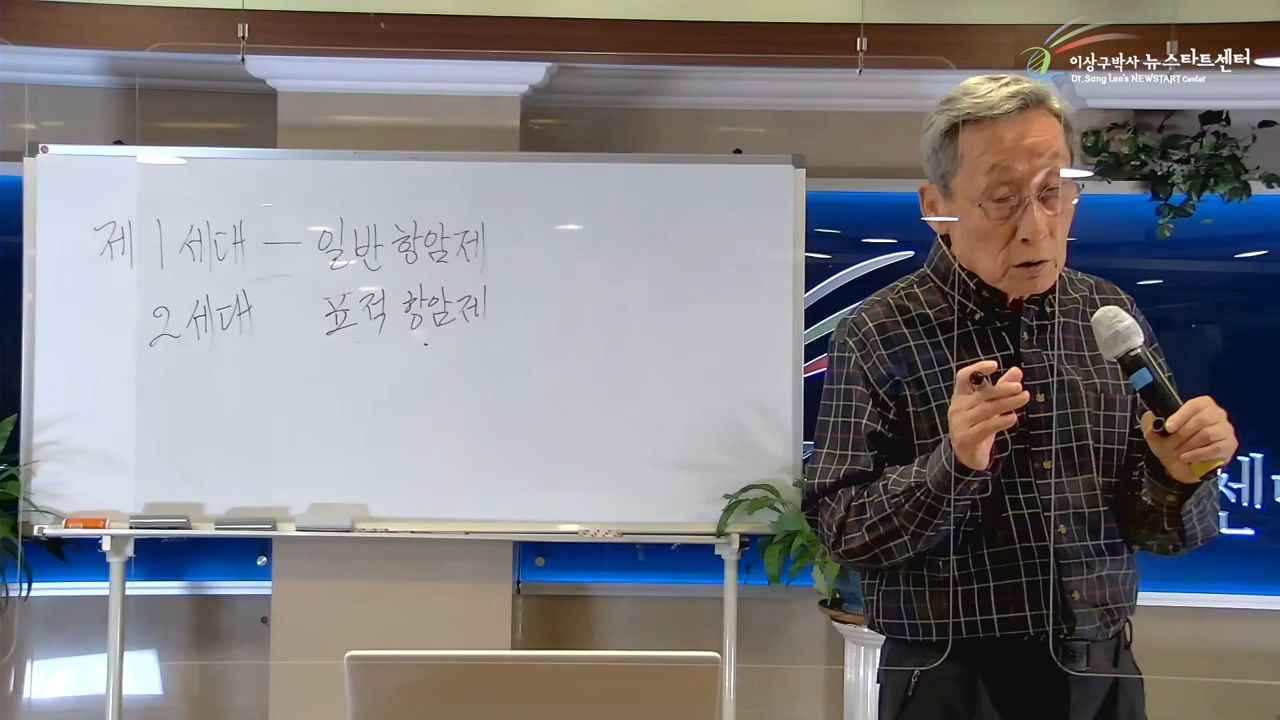 이상구박사 뉴스타트센터
Dr.Sang Lee's NEWSTART Center
제 1 세대 — 일반 항암제
2 세대 표적 항암제